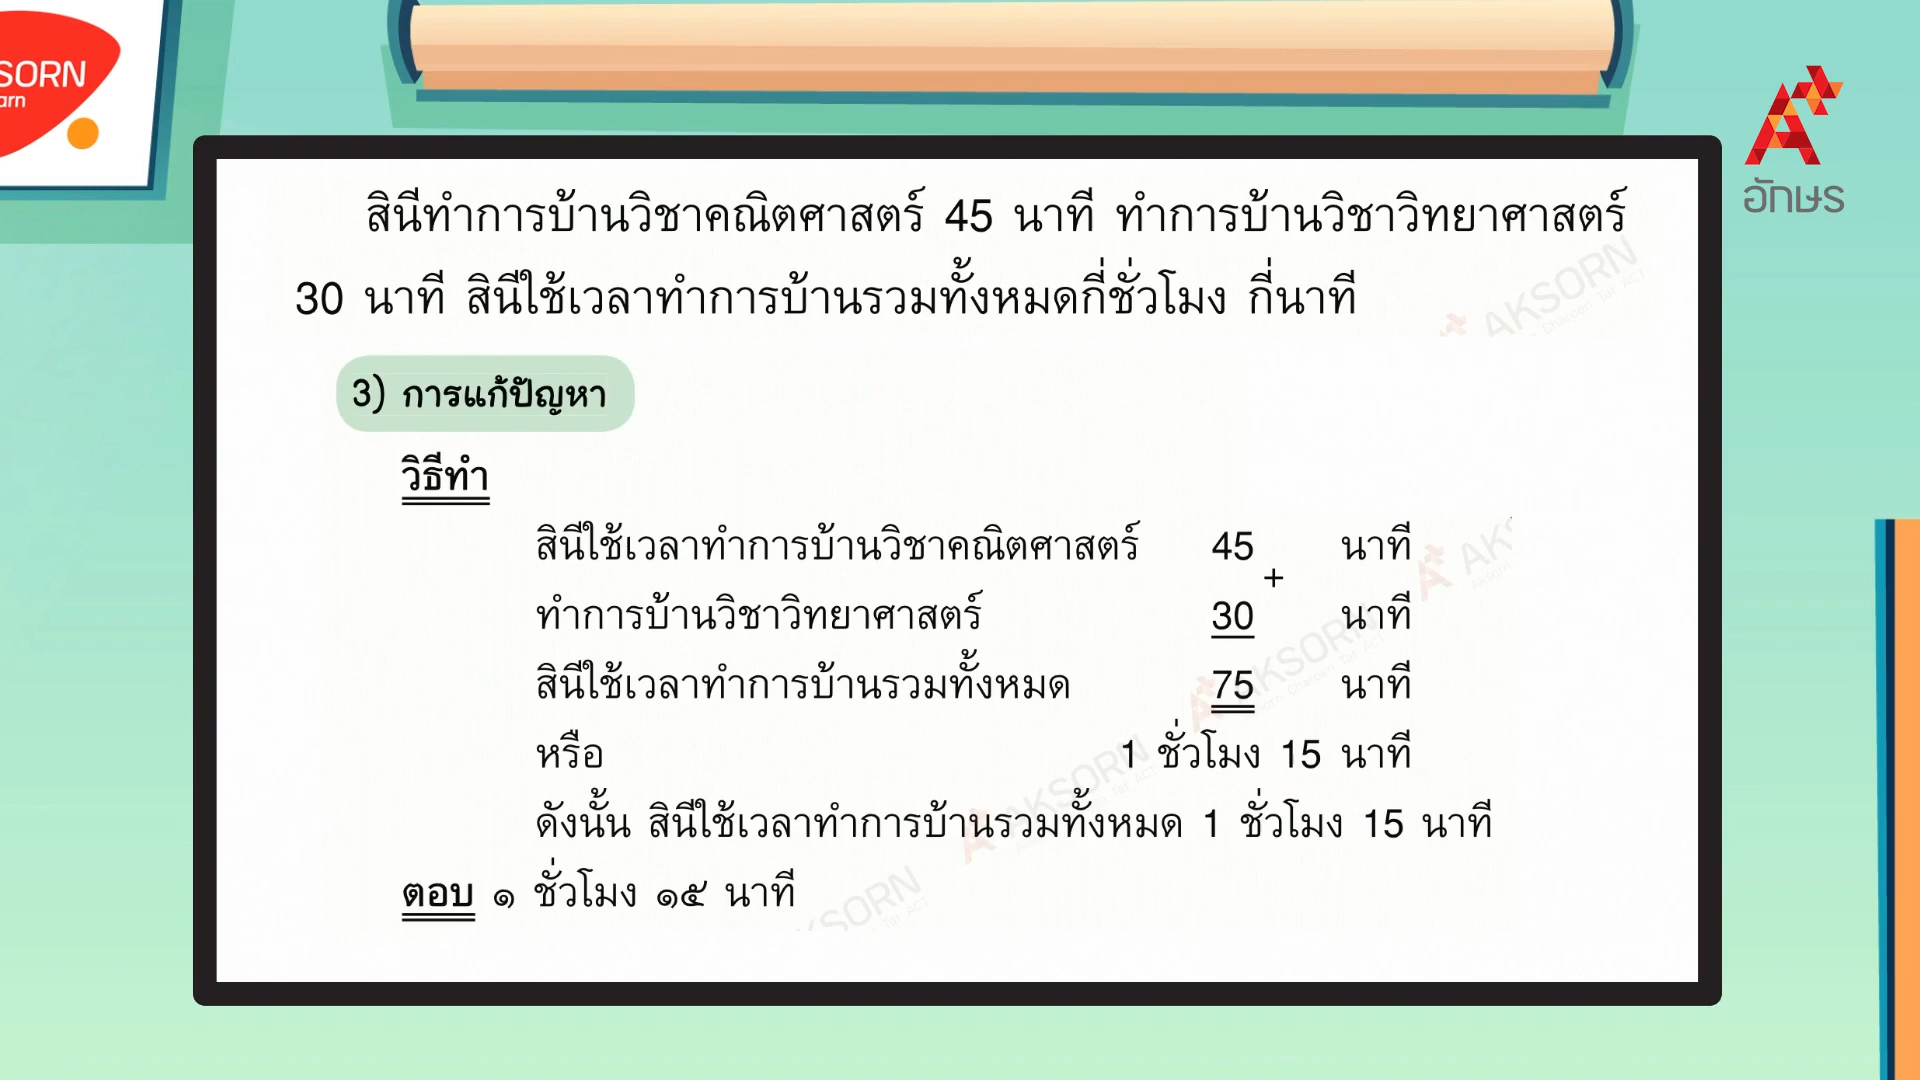 SORN
arn
อักษร
สินีทำการบ้านวิชาคณิตศาสตร์ 45 นาที ทำการบ้านวิชาวิทยาศาสตร์
30 นาที สินีใช้เวลาทำการบ้านรวมทั้งหมดกี่ชั่วโมง กี่นาที
AKSORN
3) การแก้ปัญหา
วิธีทำ
สินีใช้เวลาทำการบ้านวิชาคณิตศาสตร์ 45 นาที
+
ทำการบ้านวิชาวิทยาศาสตร์ 30 นาที
สินีใช้เวลาทำการบ้านรวมทั้งหมด 75 นาที
หรือ 1 ชั่วโมง 15 นาที
ดังนั้น สินีใช้เวลาทำการบ้านรวมทั้งหมด 1 ชั่วโมง 15 นาที
ตอบ ๑ ชั่วโมง ๑๕ นาที